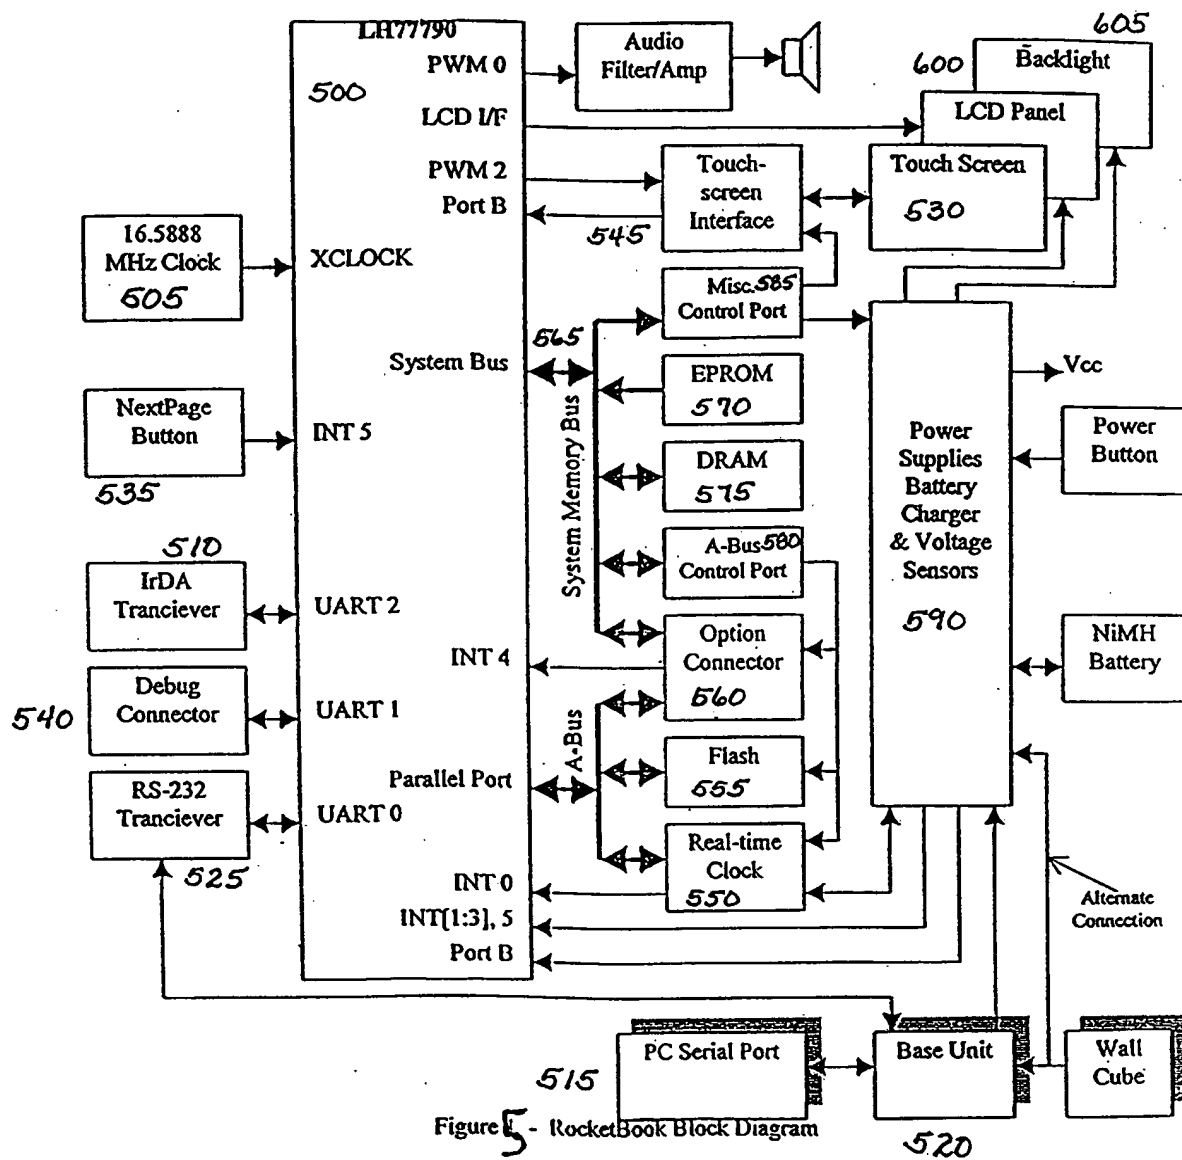 LH77790
500
PWM 0
LCD I/F
PWM 2
Port B
XCLOCK
System Bus
INT 5
UART 2
INT 4
UART 1
Parallel Port
UART 0
INT 0
INT[1:3], 5
Port B
Audio
Filter/Amp
605
Backlight
600
LCD Panel
Touch Screen
530
Touch-
screen
Interface
545
16.5888
MHz Clock
505
NextPage
Button
535
510
IrDA
Tranciever
Debug
Connector
540
RS-232
Tranciever
525
565
System Memory Bus
A-Bus
Misc. 585
Control Port
EPROM
570
DRAM
575
A-Bus 580
Control Port
Option
Connector
560
Flash
555
Real-time
Clock
550
Power
Supplies
Battery
Charger
& Voltage
Sensors
590
Vcc
Power
Button
NiMH
Battery
Alternate
Connection
PC Serial Port
515
Base Unit
520
Wall
Cube
Figure 5 - RocketBook Block Diagram